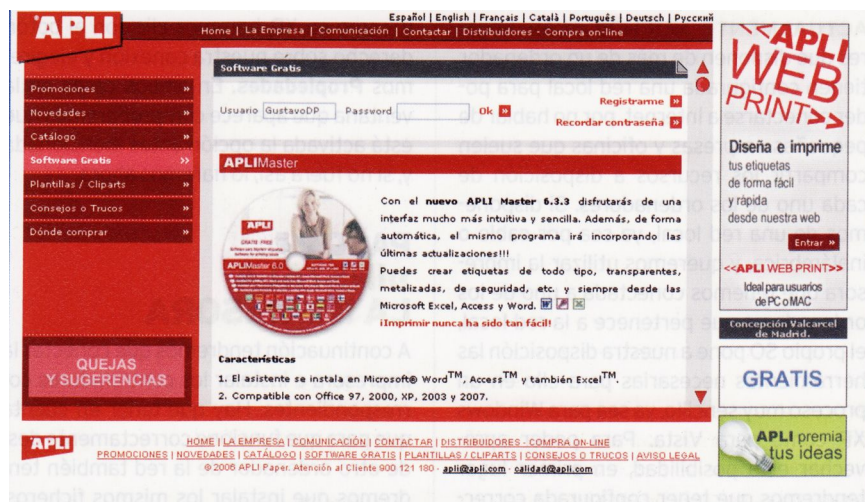 Español | English | Français | Català | Português | Deutsch | Русский
APLI
Home | La Empresa | Comunicación | Contactar | Distribuidores - Compra on-line
Promociones »
Novedades »
Catálogo »
Software Gratis »
Plantillas / Cliparts »
Consejos o Trucos »
Dónde comprar »
QUEJAS
Y SUGERENCIAS
Software Gratis
Usuario GustavoDP Password Ok »
Registrarme »
Recordar contraseña »
APLIMaster
APLI
GRATIS FREE
APLIMaster 6.0
Con el nuevo APLI Master 6.3.3 disfrutarás de una
interfaz mucho más intuitiva y sencilla. Además, de forma
automática, el mismo programa irá incorporando las
últimas actualizaciones!!!
Puedes crear etiquetas de todo tipo, transparentes,
metalizadas, de seguridad, etc. y siempre desde las
Microsoft Excel, Access y Word.
¡Imprimir nunca ha sido tan fácil!
Características
1. El asistente se instala en Microsoft® Word™, Access™ y también Excel™.
2. Compatible con Office 97, 2000, XP, 2003 y 2007.
<<APLI
WEB
PRINT>>
Diseña e imprime
tus etiquetas
de forma fácil
y rápida
desde nuestra web
Entrar »
<<APLI WEB PRINT>>
Ideal para usuarios
de PC o MAC
Concepción Valcarcel
de Madrid.
GRATIS
APLI premia
tus ideas
APLI
HOME | LA EMPRESA | COMUNICACIÓN | CONTACTAR | DISTRIBUIDORES - COMPRA ON-LINE
PROMOCIONES | NOVEDADES | CATÁLOGO | SOFTWARE GRATIS | PLANTILLAS / CLIPARTS | CONSEJOS O TRUCOS | AVISO LEGAL
© 2006 APLI Paper. Atención al Cliente 900 121 180 - apli@apli.com - calidad@apli.com